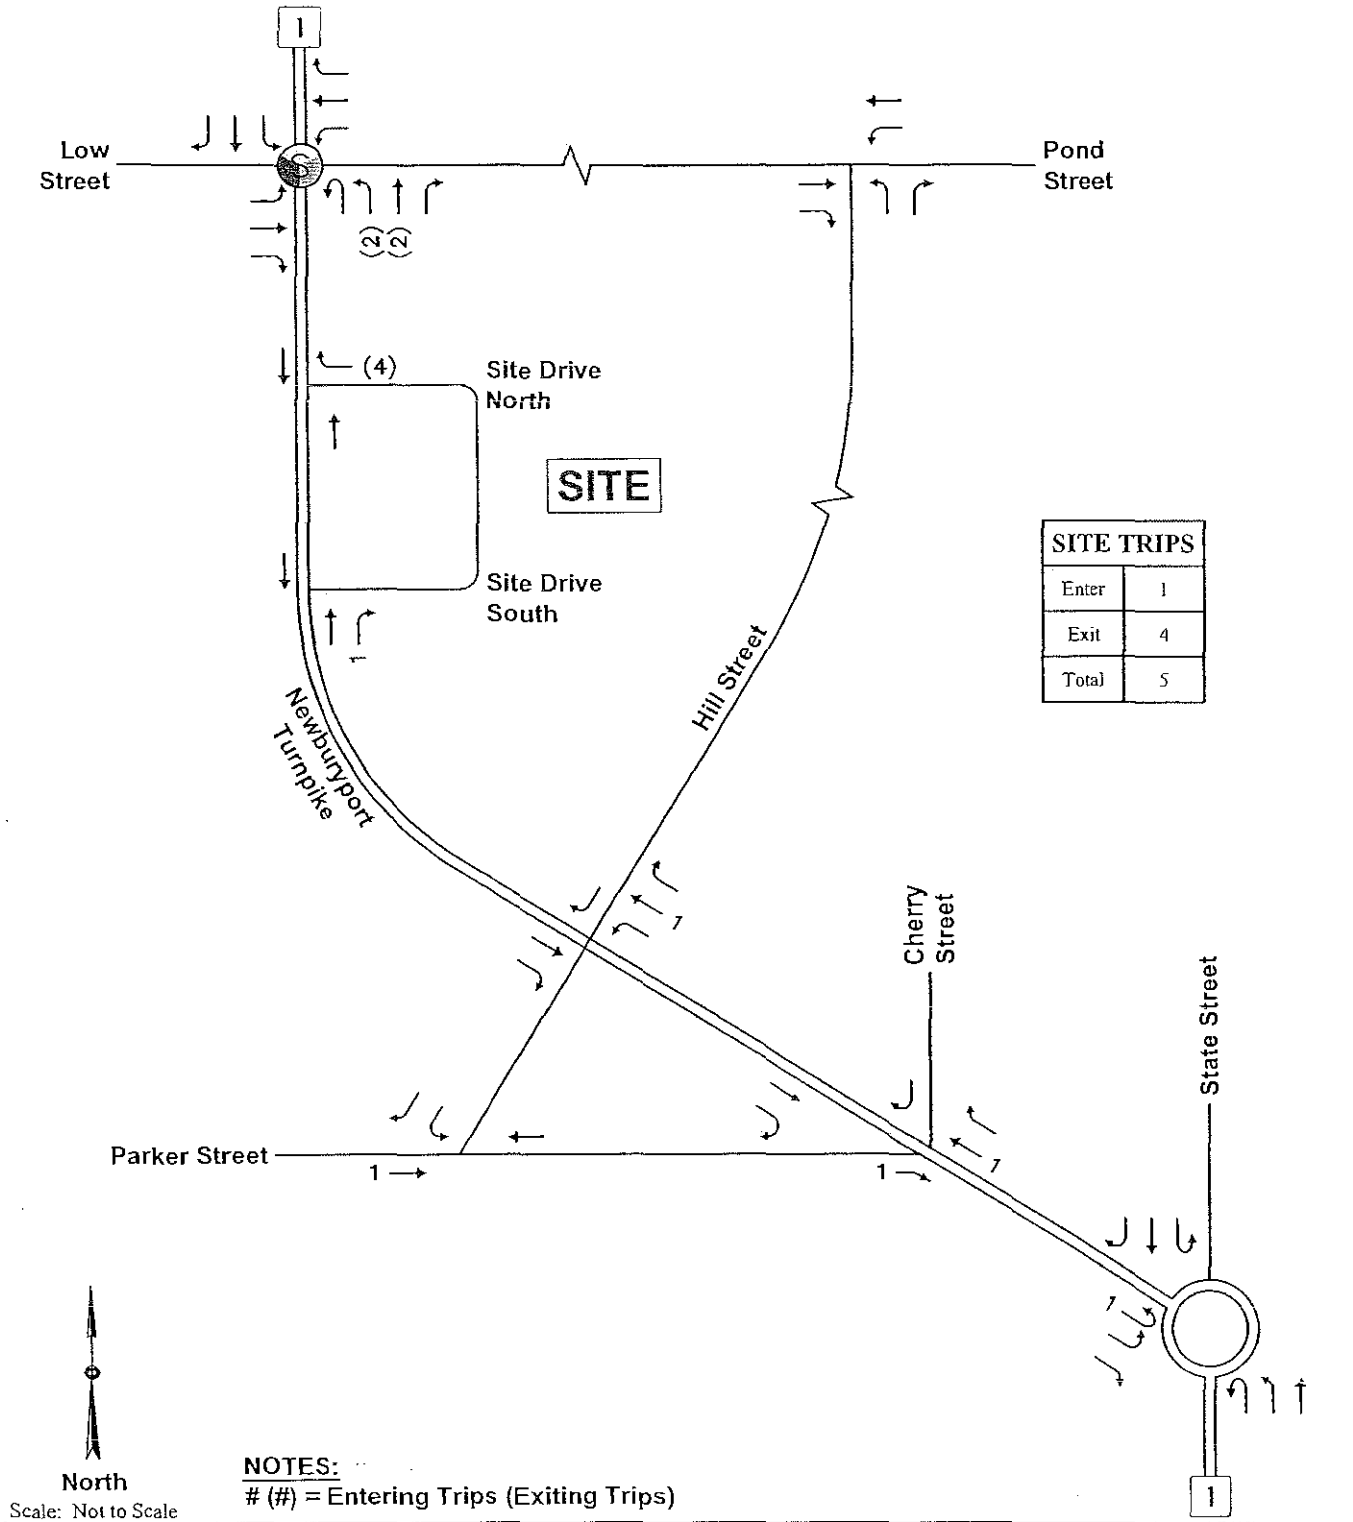 1
Low
Street
S
Pond
Street
(2)
(2)
(4)
Site Drive
North
SITE
SITE TRIPS
Enter 1
Exit 4
Total 5
Site Drive
South
1
Hill Street
Newburyport
Turnpike
1
Cherry
Street
State Street
Parker Street
1
1
1
1
1
North
Scale: Not to Scale
NOTES:
# (#) = Entering Trips (Exiting Trips)